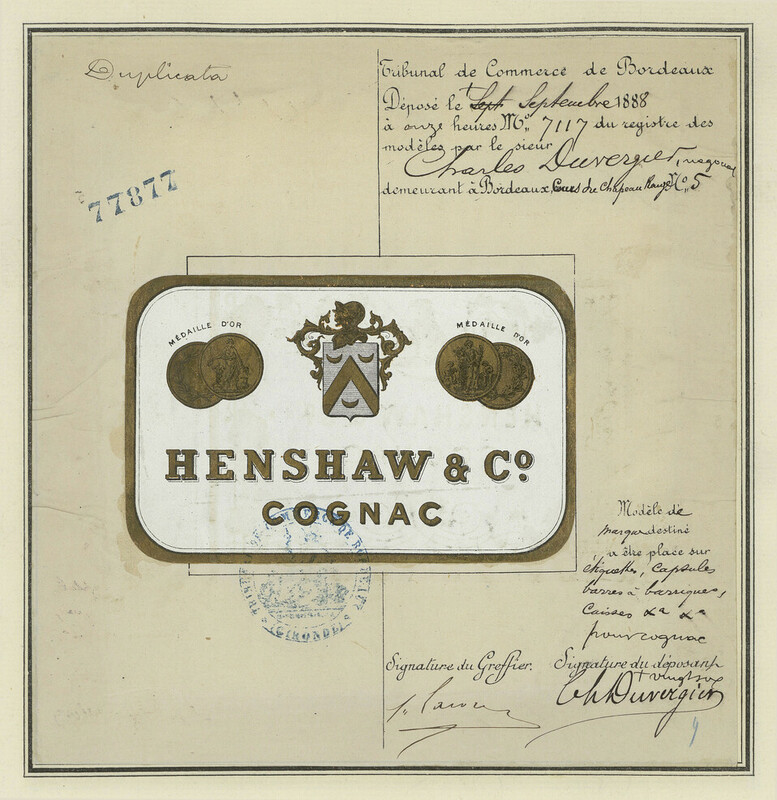 Duplicata
Tribunal de Commerce de Bordeaux
Déposé le Sept Septembre 1888
à onze heures No. 7117 du registre des
modèles par le sieur
Charles Duvergier, negociant
demeurant à Bordeaux, Cours du Chapeau Rouge No. 5
77877
MÉDAILLE D'OR
MÉDAILLE D'OR
HENSHAW & Co.
COGNAC
GIRONDE
Modèle de
marque destiné
à être placé sur
étiquettes, capsules
barres à barriques,
Caisses
pour cognac
Signature du Greffier.
Signature du déposant
Ch Duvergier